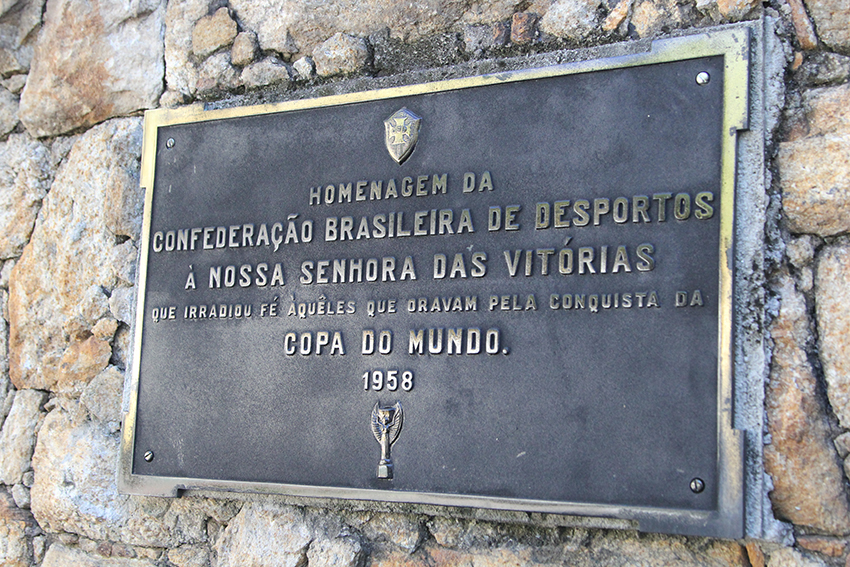 HOMENAGEM DA
CONFEDERAÇÃO BRASILEIRA DE DESPORTOS
À NOSSA SENHORA DAS VITÓRIAS
QUE IRRADIOU FÉ ÀQUÊLES QUE ORAVAM PELA CONQUISTA DA
COPA DO MUNDO.
1958